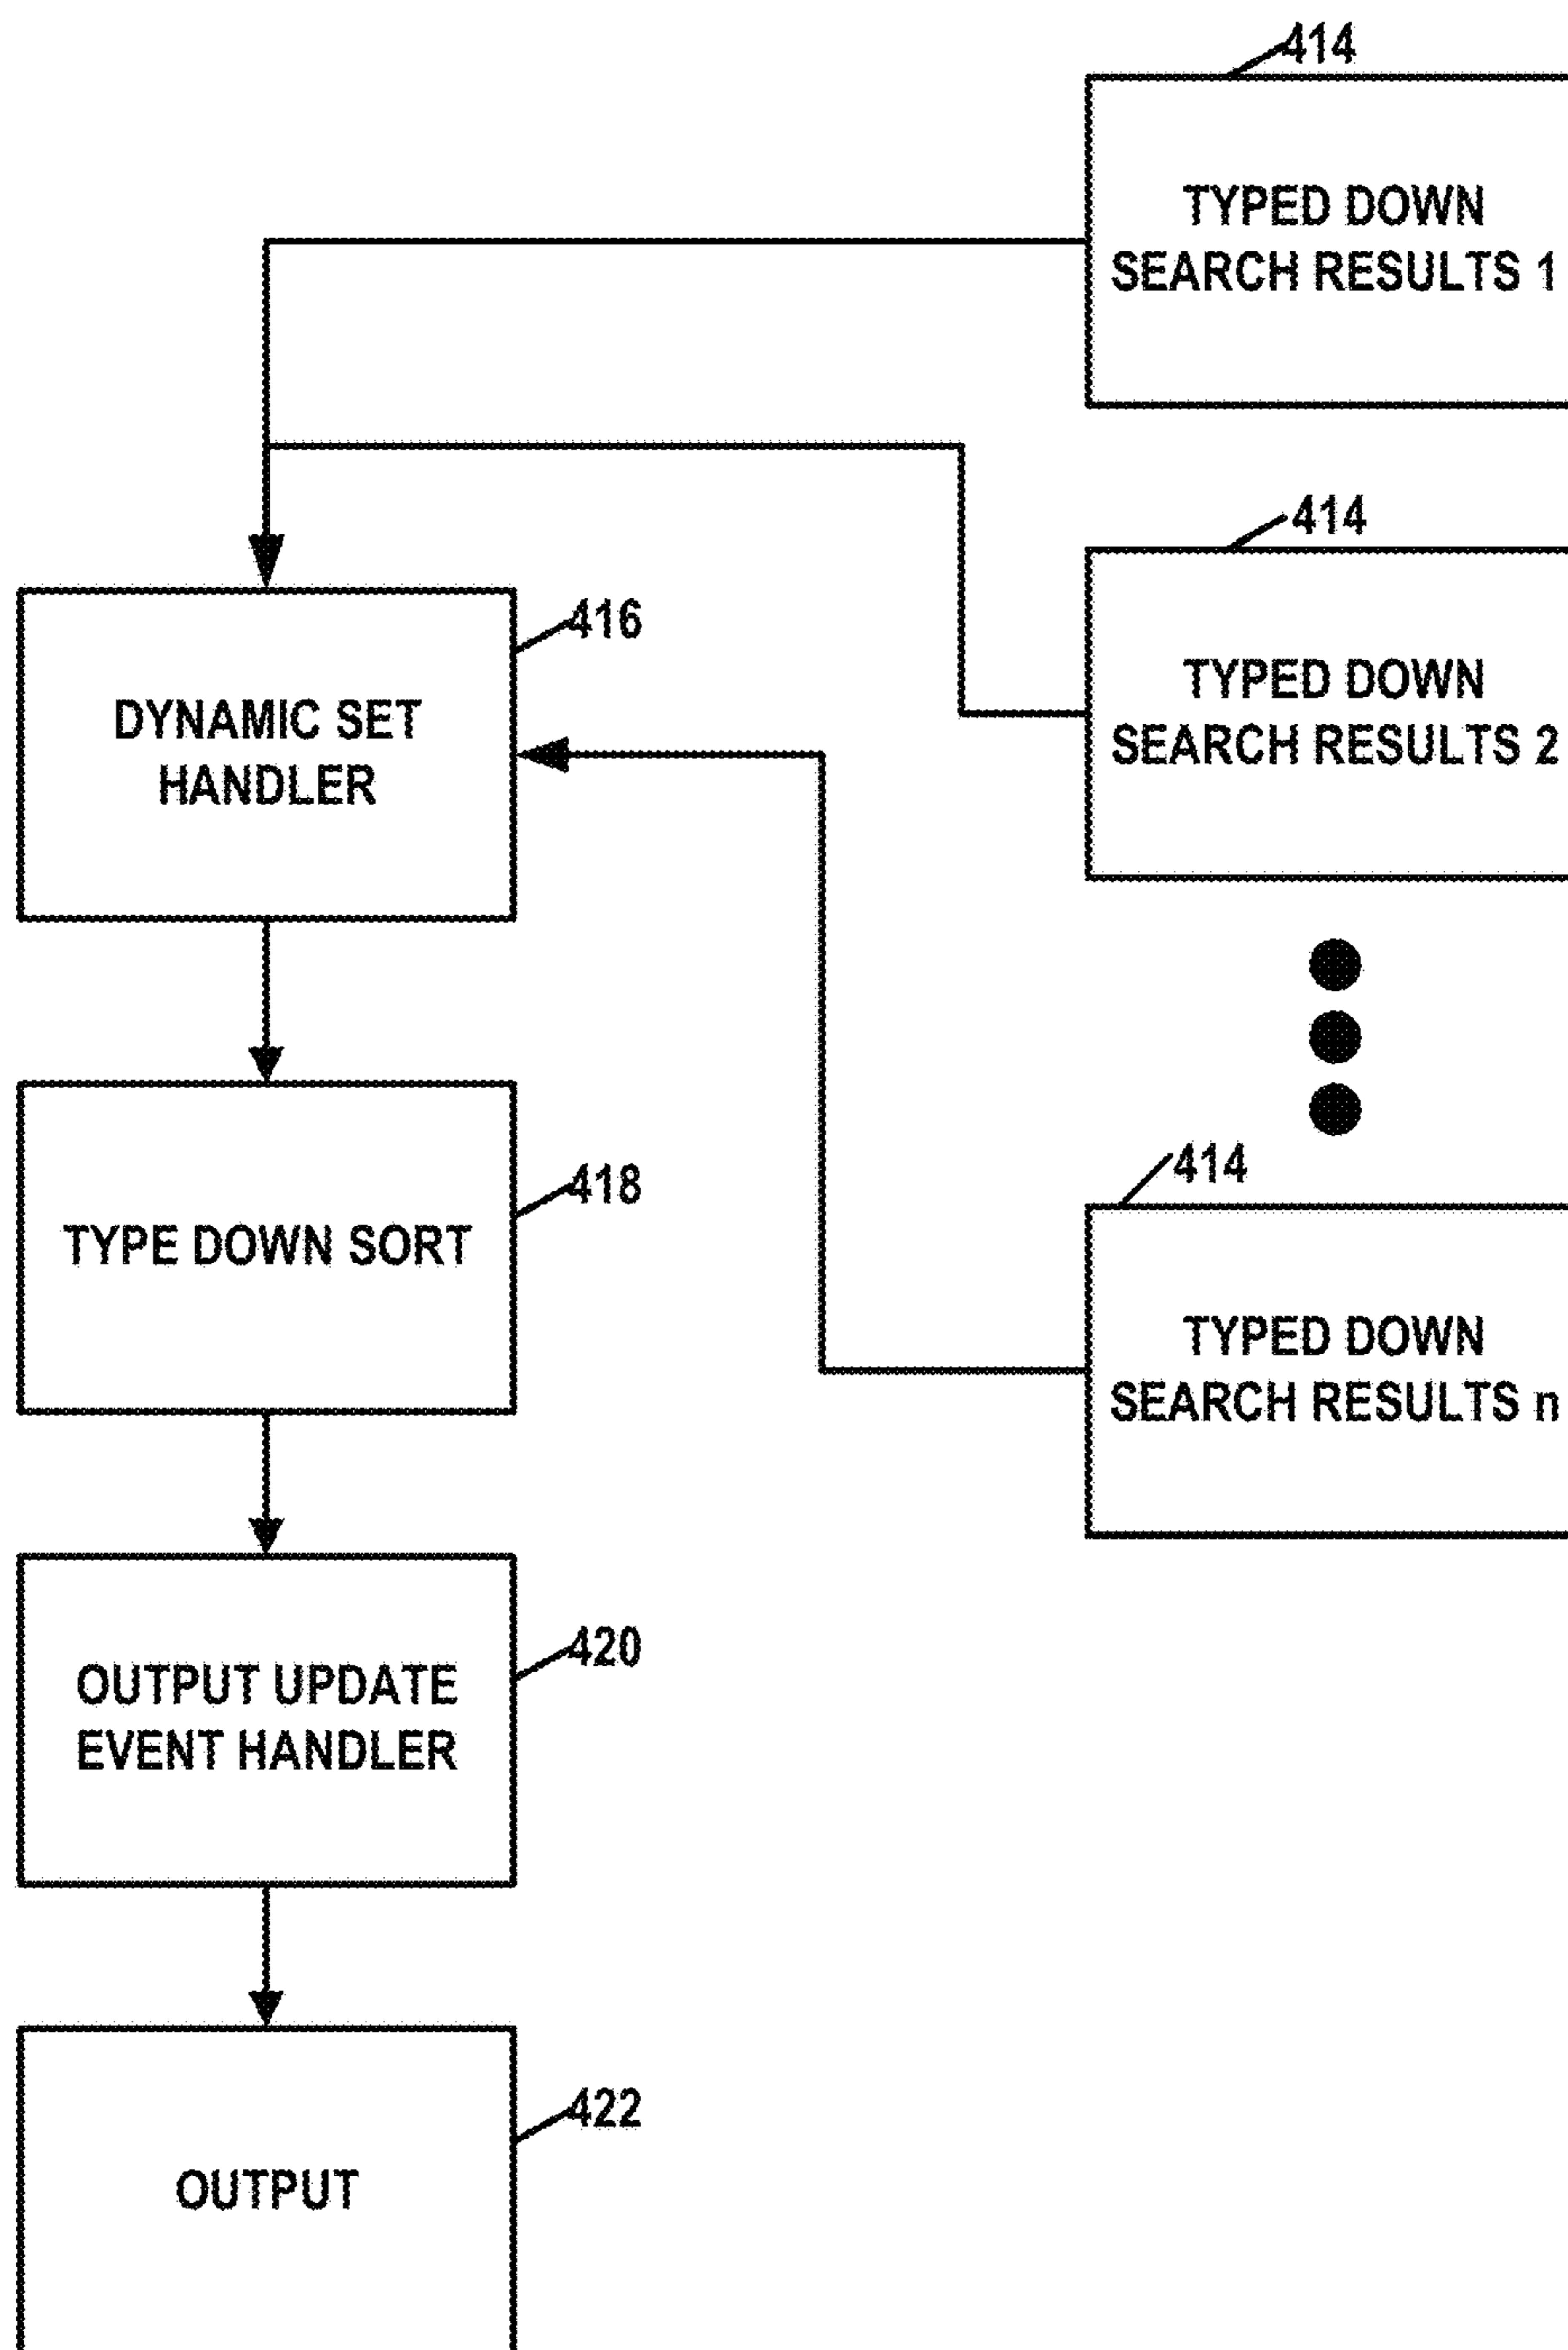 414
TYPED DOWN
SEARCH RESULTS 1
414
TYPED DOWN
SEARCH RESULTS 2
416
DYNAMIC SET
HANDLER
414
TYPED DOWN
SEARCH RESULTS n
418
TYPE DOWN SORT
420
OUTPUT UPDATE
EVENT HANDLER
422
OUTPUT